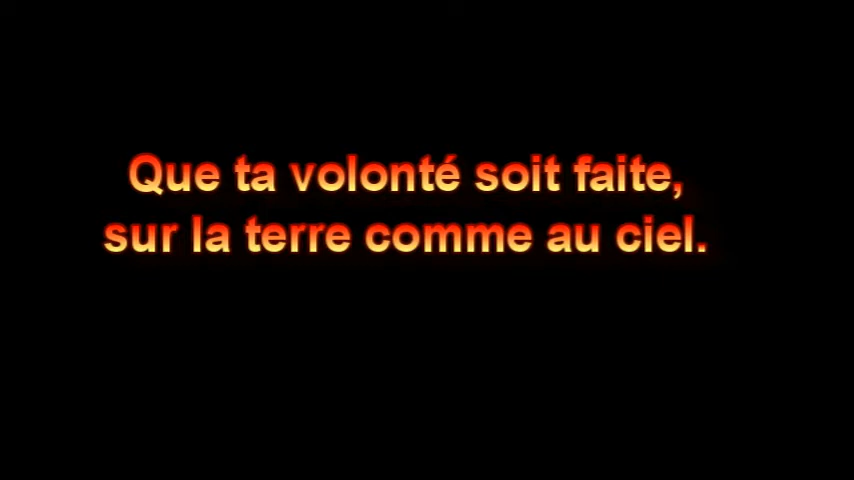 Que ta volonté soit faite,
sur la terre comme au ciel.